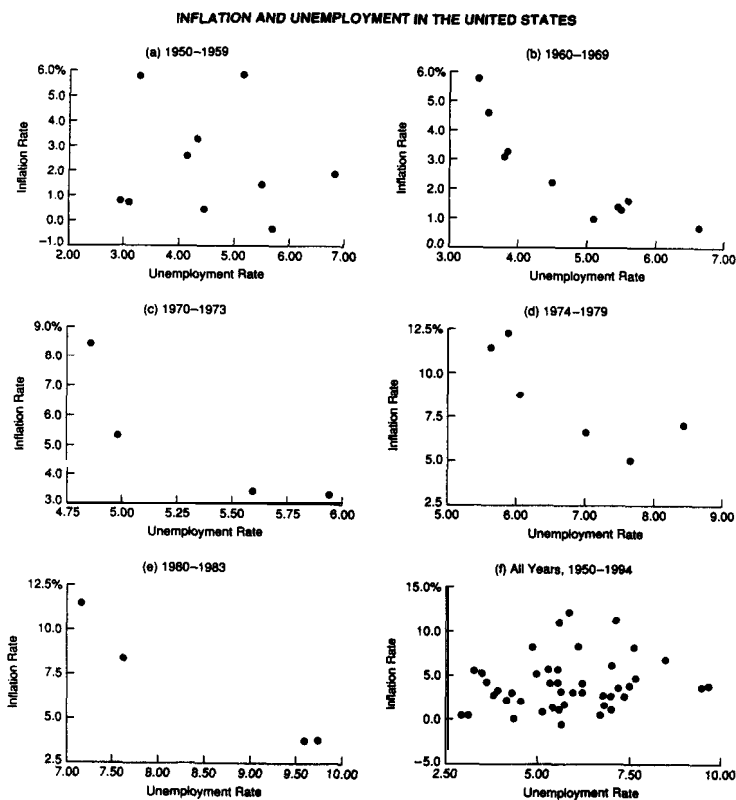 INFLATION AND UNEMPLOYMENT IN THE UNITED STATES
(a) 1950–1959
6.0%
5.0
4.0
3.0
2.0
1.0
0.0
−1.0
2.00 3.00 4.00 5.00 6.00 7.00
Inflation Rate
Unemployment Rate
(b) 1960–1969
6.0%
5.0
4.0
3.0
2.0
1.0
0.0
3.00 4.00 5.00 6.00 7.00
Inflation Rate
Unemployment Rate
(c) 1970–1973
9.0%
8.0
7.0
6.0
5.0
4.0
3.0
4.75 5.00 5.25 5.50 5.75 6.00
Inflation Rate
Unemployment Rate
(d) 1974–1979
12.5%
10.0
7.5
5.0
2.5
5.00 6.00 7.00 8.00 9.00
Inflation Rate
Unemployment Rate
(e) 1980–1983
12.5%
10.0
7.5
5.0
2.5
7.00 7.50 8.00 8.50 9.00 9.50 10.00
Inflation Rate
Unemployment Rate
(f) All Years, 1950–1994
15.0%
10.0
5.0
0.0
−5.0
2.50 5.00 7.50 10.00
Inflation Rate
Unemployment Rate